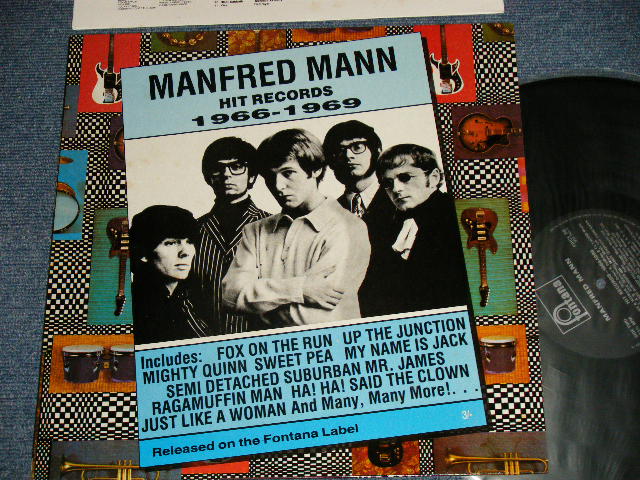 MANFRED MANN
HIT RECORDS
1966-1969
Includes: FOX ON THE RUN UP THE JUNCTION
MIGHTY QUINN SWEET PEA MY NAME IS JACK
SEMI DETACHED SUBURBAN MR. JAMES
RAGAMUFFIN MAN HA! HA! SAID THE CLOWN
JUST LIKE A WOMAN And Many, Many More!. . .
3/-
Released on the Fontana Label
fontana
MANFRED MANN